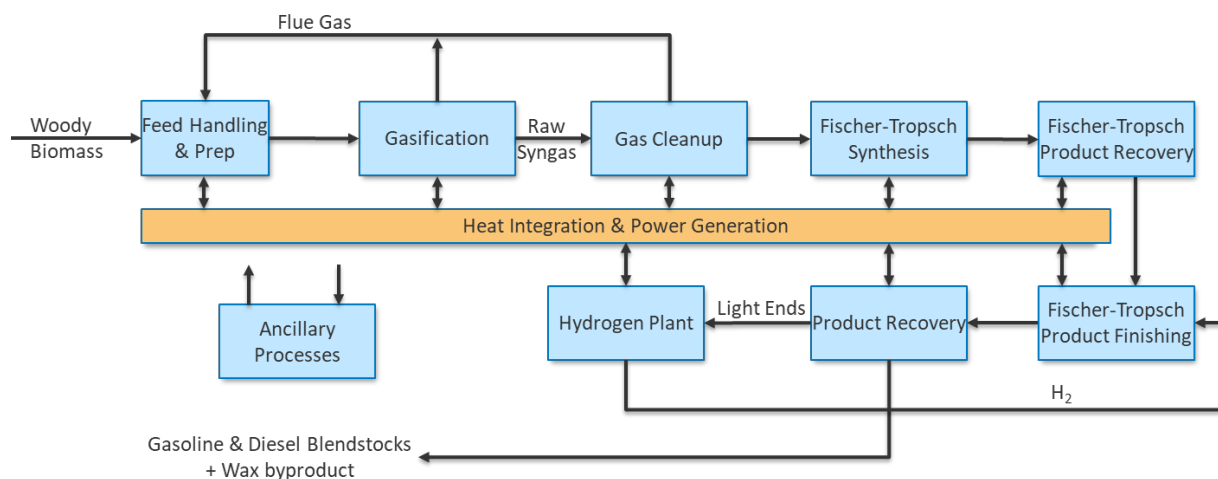 Flue Gas
Woody
Biomass
Feed Handling
& Prep
Gasification
Raw
Syngas
Gas Cleanup
Fischer-Tropsch
Synthesis
Fischer-Tropsch
Product Recovery
Heat Integration & Power Generation
Ancillary
Processes
Hydrogen Plant
Light Ends
Product Recovery
Fischer-Tropsch
Product Finishing
H₂
Gasoline & Diesel Blendstocks
+ Wax byproduct